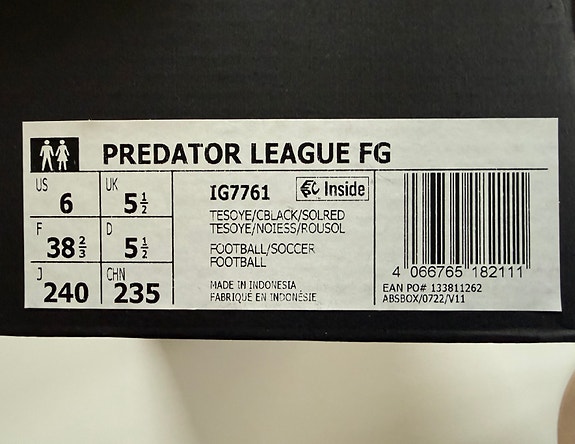 PREDATOR LEAGUE FG
US 6 UK 5 1/2
F 38 2/3 D 5 1/2
J 240 CHN 235
IG7761 Inside
TESOYE/CBLACK/SOLRED
TESOYE/NOIESS/ROUSOL
FOOTBALL/SOCCER
FOOTBALL
MADE IN INDONESIA
FABRIQUÉ EN INDONÉSIE
4 066765 182111
EAN PO# 133811262
ABSBOX/0722/V11